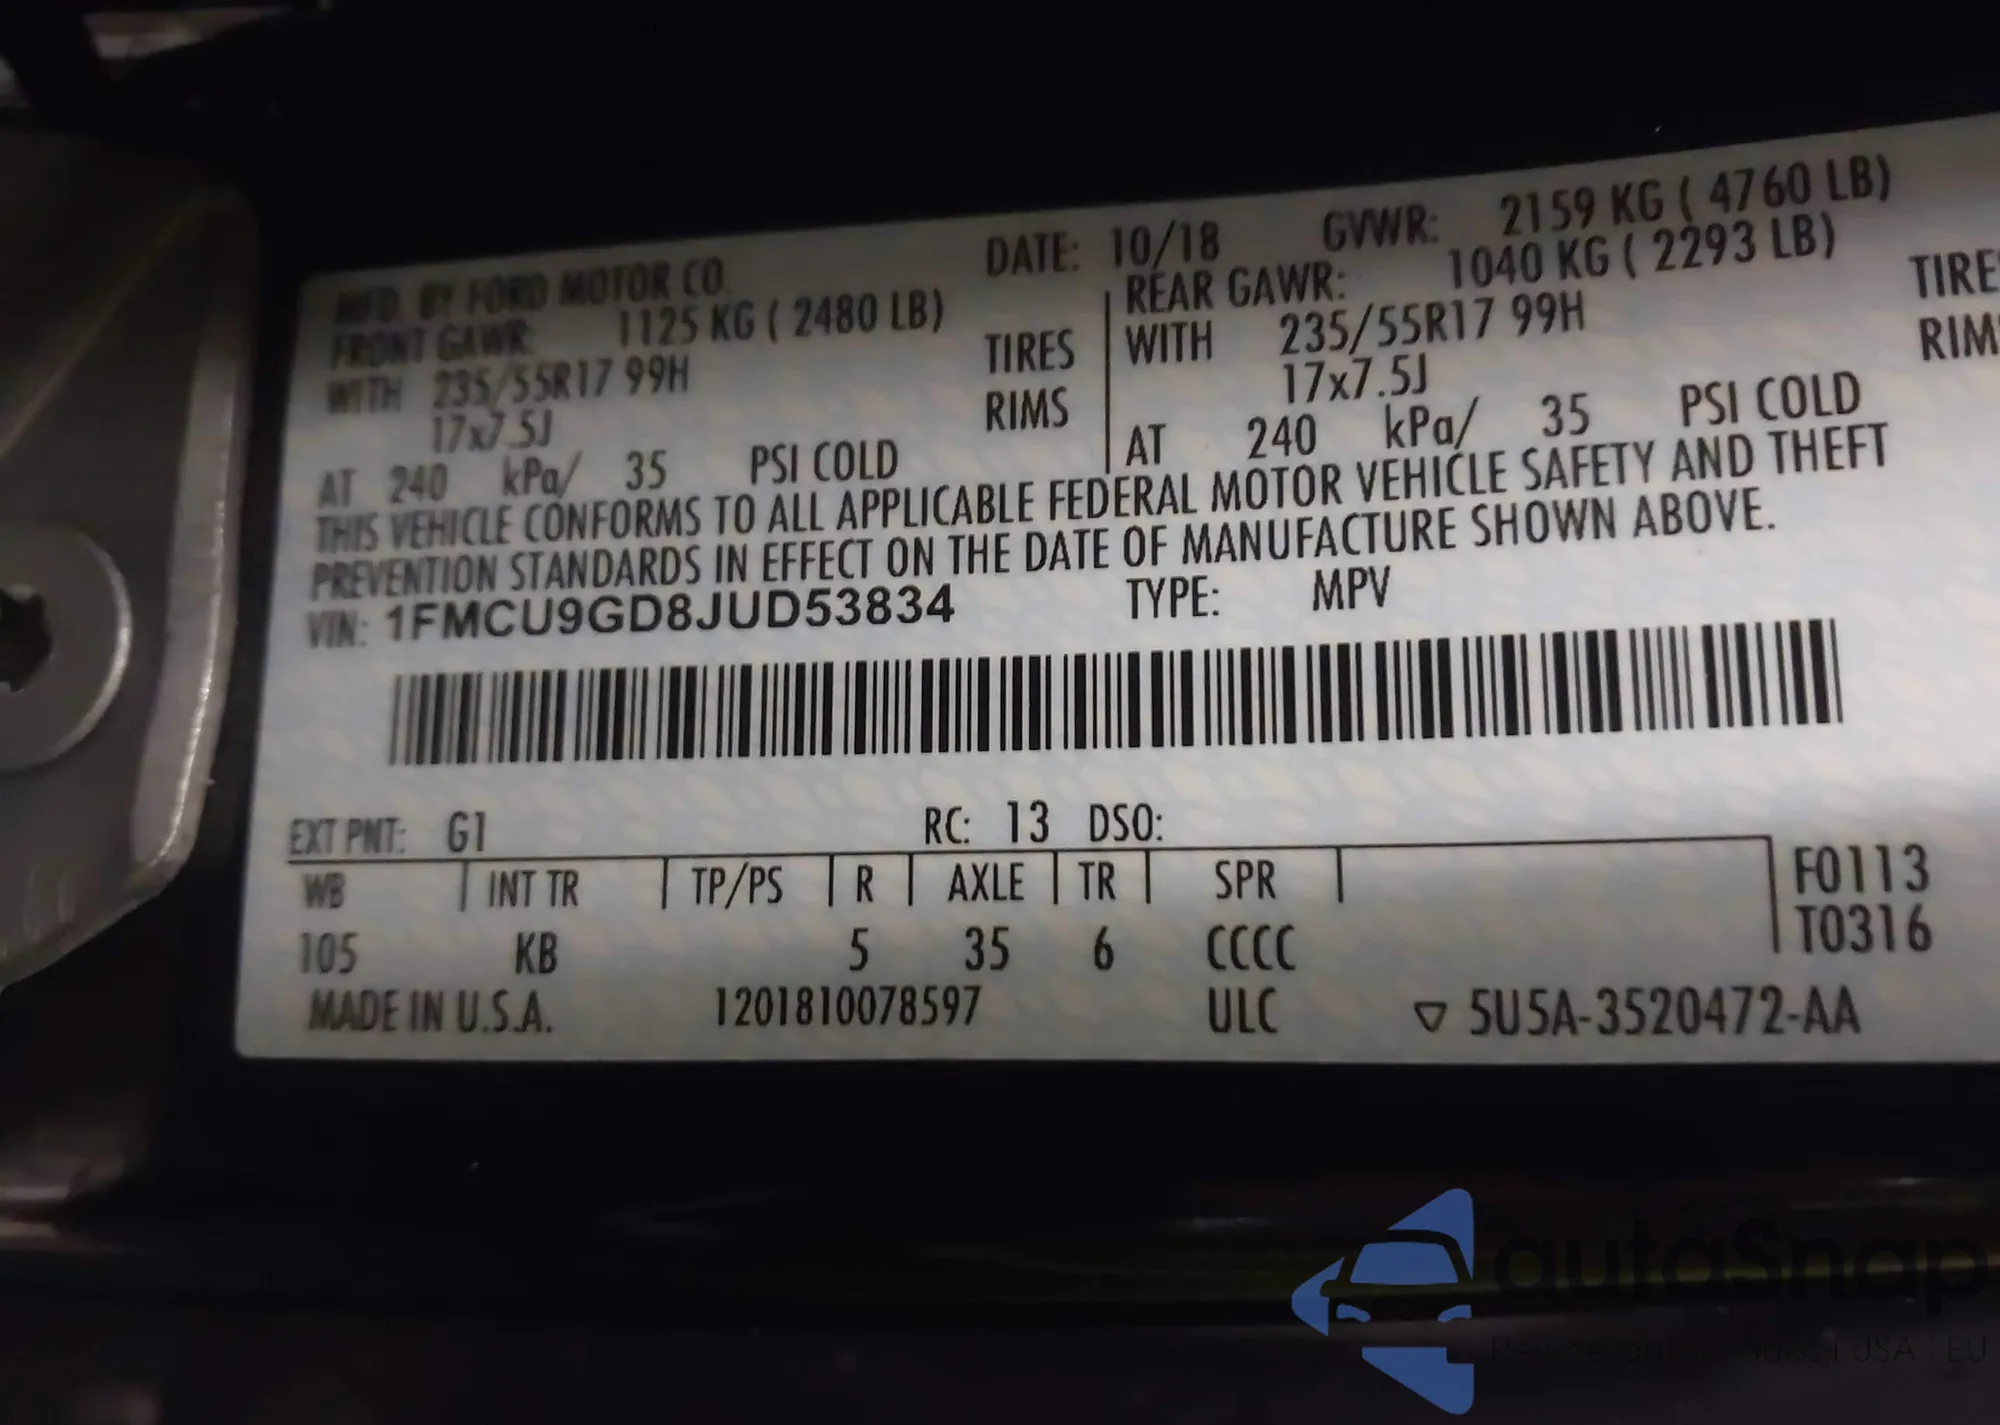 MFD. BY FORD MOTOR CO. DATE: 10/18 GVWR: 2159 KG ( 4760 LB)
FRONT GAWR: 1125 KG ( 2480 LB) REAR GAWR: 1040 KG ( 2293 LB)
WITH 235/55R17 99H TIRES WITH 235/55R17 99H TIRES
17x7.5J RIMS 17x7.5J RIMS
AT 240 kPa/ 35 PSI COLD AT 240 kPa/ 35 PSI COLD
THIS VEHICLE CONFORMS TO ALL APPLICABLE FEDERAL MOTOR VEHICLE SAFETY AND THEFT
PREVENTION STANDARDS IN EFFECT ON THE DATE OF MANUFACTURE SHOWN ABOVE.
VIN: 1FMCU9GD8JUD53834 TYPE: MPV
EXT PNT: G1 RC: 13 DSO:
WB INT TR TP/PS R AXLE TR SPR F0113
105 KB 5 35 6 CCCC T0316
MADE IN U.S.A. 1201810078597 ULC ▽ 5U5A-3520472-AA
autoSnap
USA EU